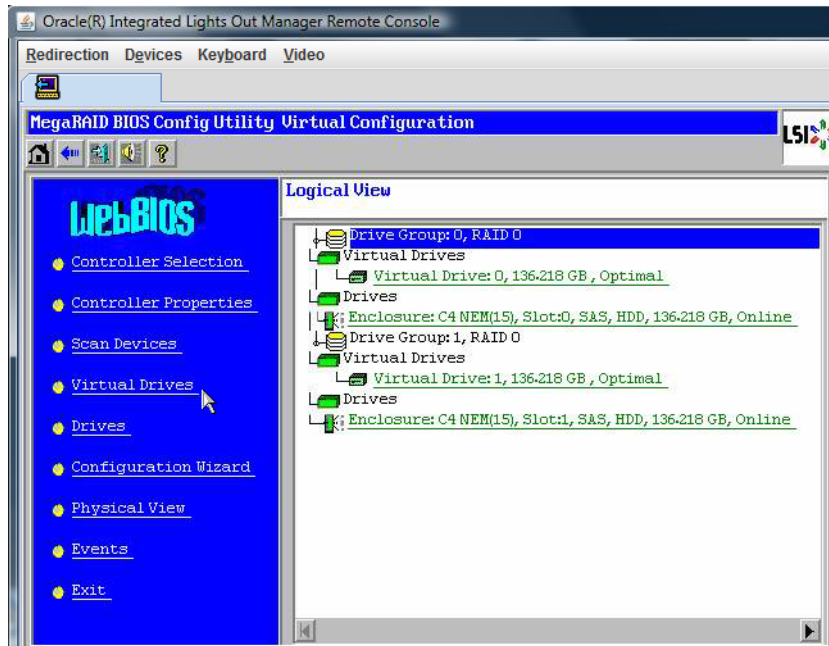 Oracle(R) Integrated Lights Out Manager Remote Console
Redirection Devices Keyboard Video
MegaRAID BIOS Config Utility Virtual Configuration
LSI
WebBIOS
Controller Selection
Controller Properties
Scan Devices
Virtual Drives
Drives
Configuration Wizard
Physical View
Events
Exit
Logical View
Drive Group: 0, RAID 0
Virtual Drives
Virtual Drive: 0, 136.218 GB , Optimal
Drives
Enclosure: C4 NEM(15), Slot:0, SAS, HDD, 136.218 GB, Online
Drive Group: 1, RAID 0
Virtual Drives
Virtual Drive: 1, 136.218 GB , Optimal
Drives
Enclosure: C4 NEM(15), Slot:1, SAS, HDD, 136.218 GB, Online